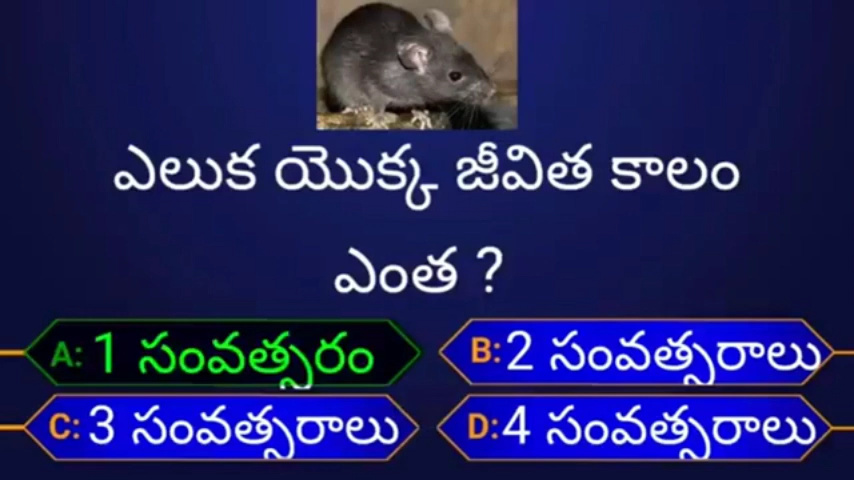 ఎలుక యొక్క జీవిత కాలం
ఎంత ?
A: 1 సంవత్సరం
B: 2 సంవత్సరాలు
C: 3 సంవత్సరాలు
D: 4 సంవత్సరాలు